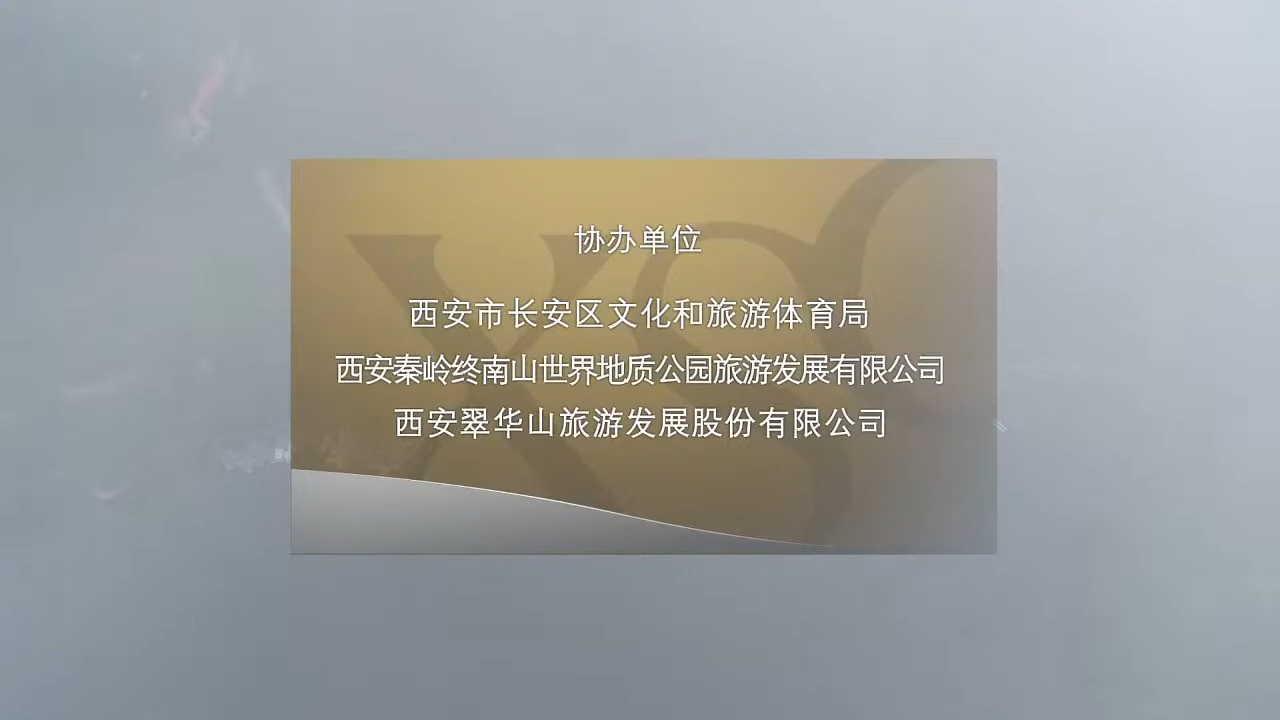 协办单位
西安市长安区文化和旅游体育局
西安秦岭终南山世界地质公园旅游发展有限公司
西安翠华山旅游发展股份有限公司